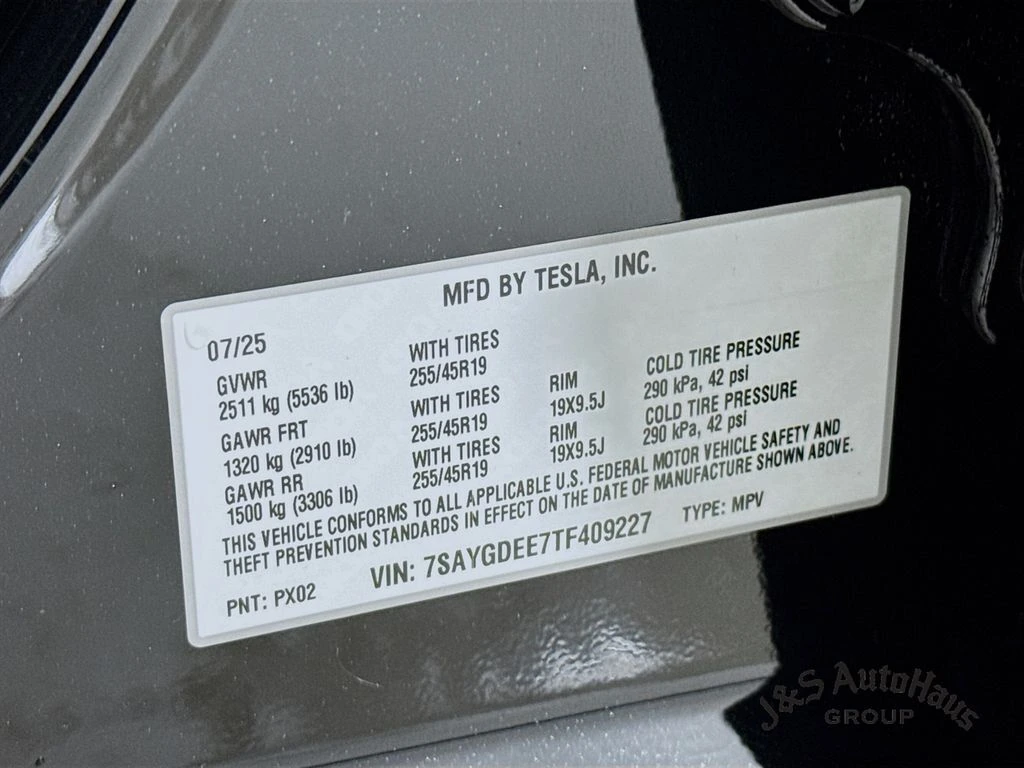 MFD BY TESLA, INC.
07/25
GVWR WITH TIRES
2511 kg (5536 lb) 255/45R19 RIM COLD TIRE PRESSURE
GAWR FRT WITH TIRES 19X9.5J 290 kPa, 42 psi
1320 kg (2910 lb) 255/45R19 RIM COLD TIRE PRESSURE
GAWR RR WITH TIRES 19X9.5J 290 kPa, 42 psi
1500 kg (3306 lb) 255/45R19
THIS VEHICLE CONFORMS TO ALL APPLICABLE U.S. FEDERAL MOTOR VEHICLE SAFETY AND
THEFT PREVENTION STANDARDS IN EFFECT ON THE DATE OF MANUFACTURE SHOWN ABOVE.
PNT: PX02 VIN: 7SAYGDEE7TF409227 TYPE: MPV
J&S AutoHaus
GROUP